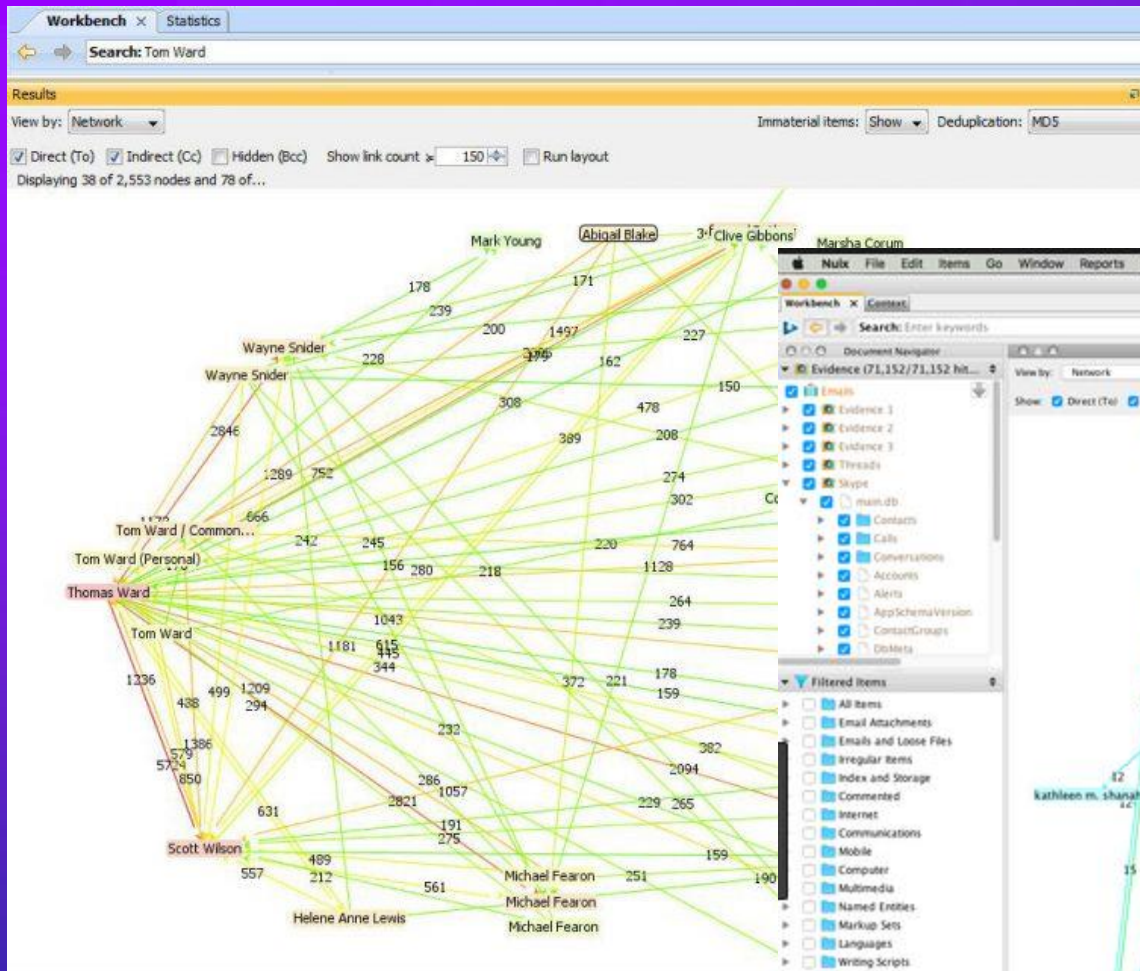 Workbench × Statistics
Search: Tom Ward
Results
View by: Network
Immaterial items: Show Deduplication: MD5
Direct (To) Indirect (Cc) Hidden (Bcc) Show link count ≥ 150 Run layout
Displaying 38 of 2,553 nodes and 78 of...
Mark Young
Abigail Blake
Clive Gibbons
Marsha Corum
178
171
239
200
1497
227
Wayne Snider
228
162
Wayne Snider
150
308
478
2846
389
208
1289
752
274
302
666
Tom Ward / Common...
242
245
220
764
Tom Ward (Personal)
156
280
218
1128
Thomas Ward
264
1043
239
Tom Ward
1181
615
445
344
178
1236
372
221
159
499
1209
438
294
232
1386
382
579
5724
2094
850
286
1057
2821
229
265
631
191
275
Scott Wilson
159
489
557
212
251
190
Michael Fearon
561
Michael Fearon
Helene Anne Lewis
Michael Fearon
Nuix File Edit Items Go Window Reports
Workbench × Context
Search: Enter keywords
Document Navigator
Evidence (71,152/71,152 hit...
View by: Network
Emails
Show: Direct (To)
Evidence 1
Evidence 2
Evidence 3
Threads
Skype
main.db
Contacts
Calls
Conversations
Accounts
Alerts
AppSchemaVersion
ContactGroups
DbMeta
Filtered Items
All Items
Email Attachments
Emails and Loose Files
Irregular Items
Index and Storage
Commented
Internet
Communications
Mobile
Computer
Multimedia
Named Entities
Markup Sets
Languages
Writing Scripts
12
kathleen m. shanah
15